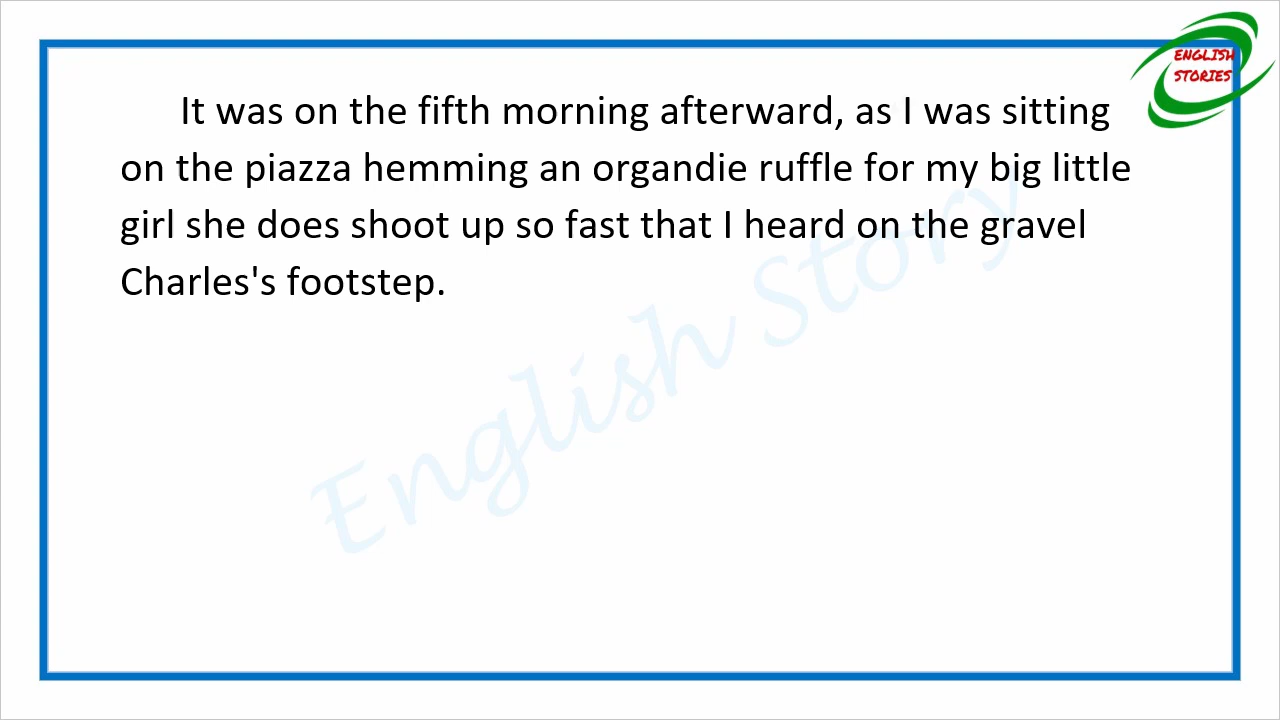 ENGLISH
STORIES
It was on the fifth morning afterward, as I was sitting
on the piazza hemming an organdie ruffle for my big little
girl she does shoot up so fast that I heard on the gravel
Charles's footstep.
English Story